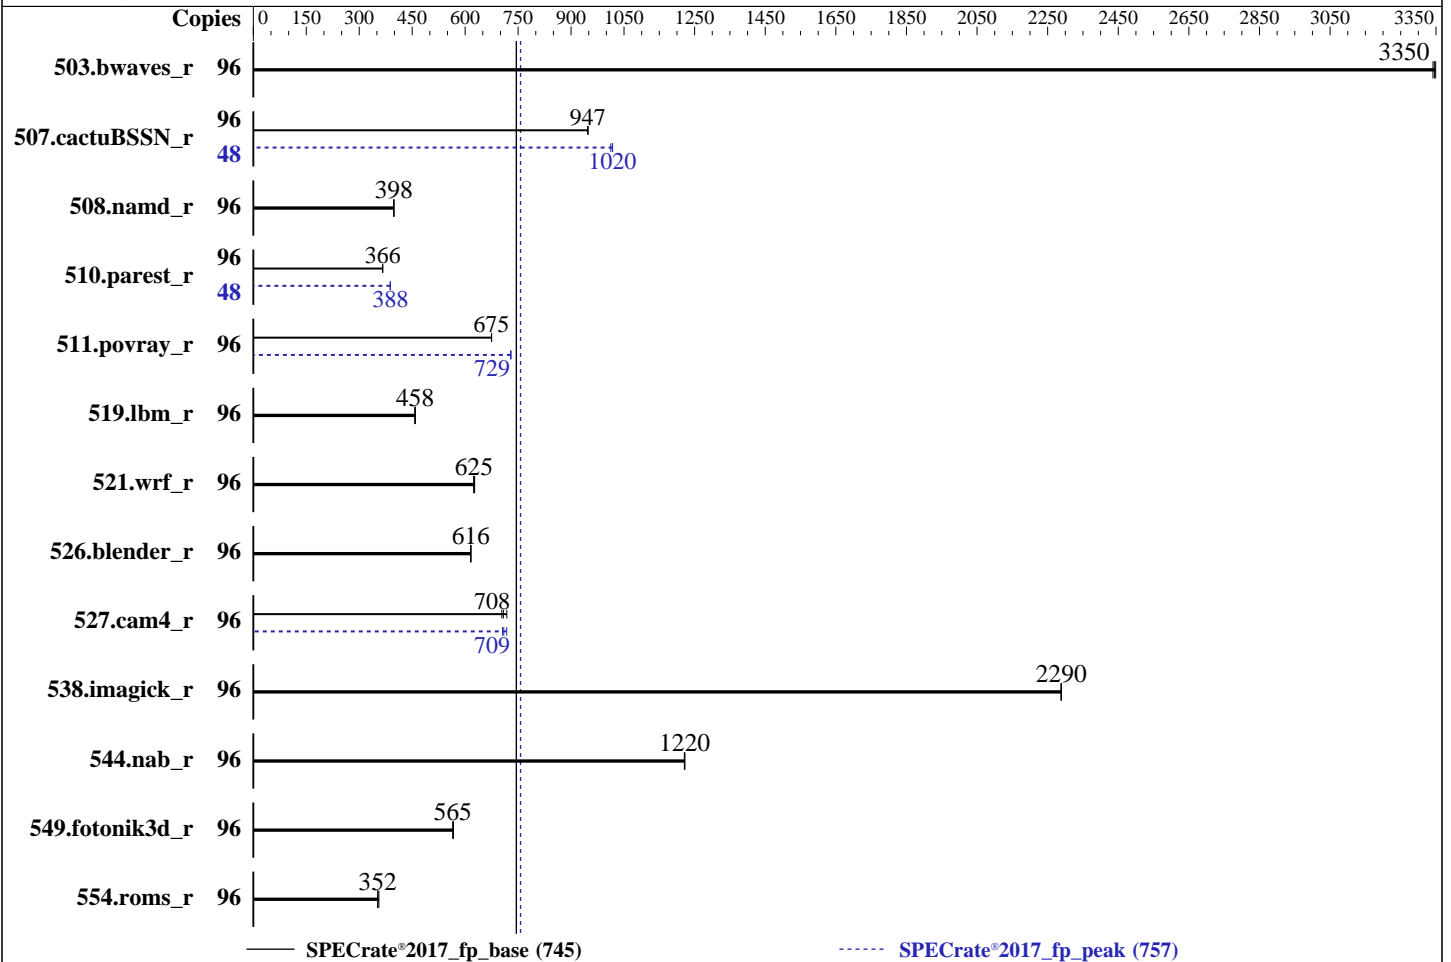 Copies 0 150 300 450 600 750 900 1050 1250 1450 1650 1850 2050 2250 2450 2650 2850 3050 3350
503.bwaves_r 96 3350
507.cactuBSSN_r 96 947
48 1020
508.namd_r 96 398
510.parest_r 96 366
48 388
511.povray_r 96 675
729
519.lbm_r 96 458
521.wrf_r 96 625
526.blender_r 96 616
527.cam4_r 96 708
709
538.imagick_r 96 2290
544.nab_r 96 1220
549.fotonik3d_r 96 565
554.roms_r 96 352
SPECrate®2017_fp_base (745) SPECrate®2017_fp_peak (757)